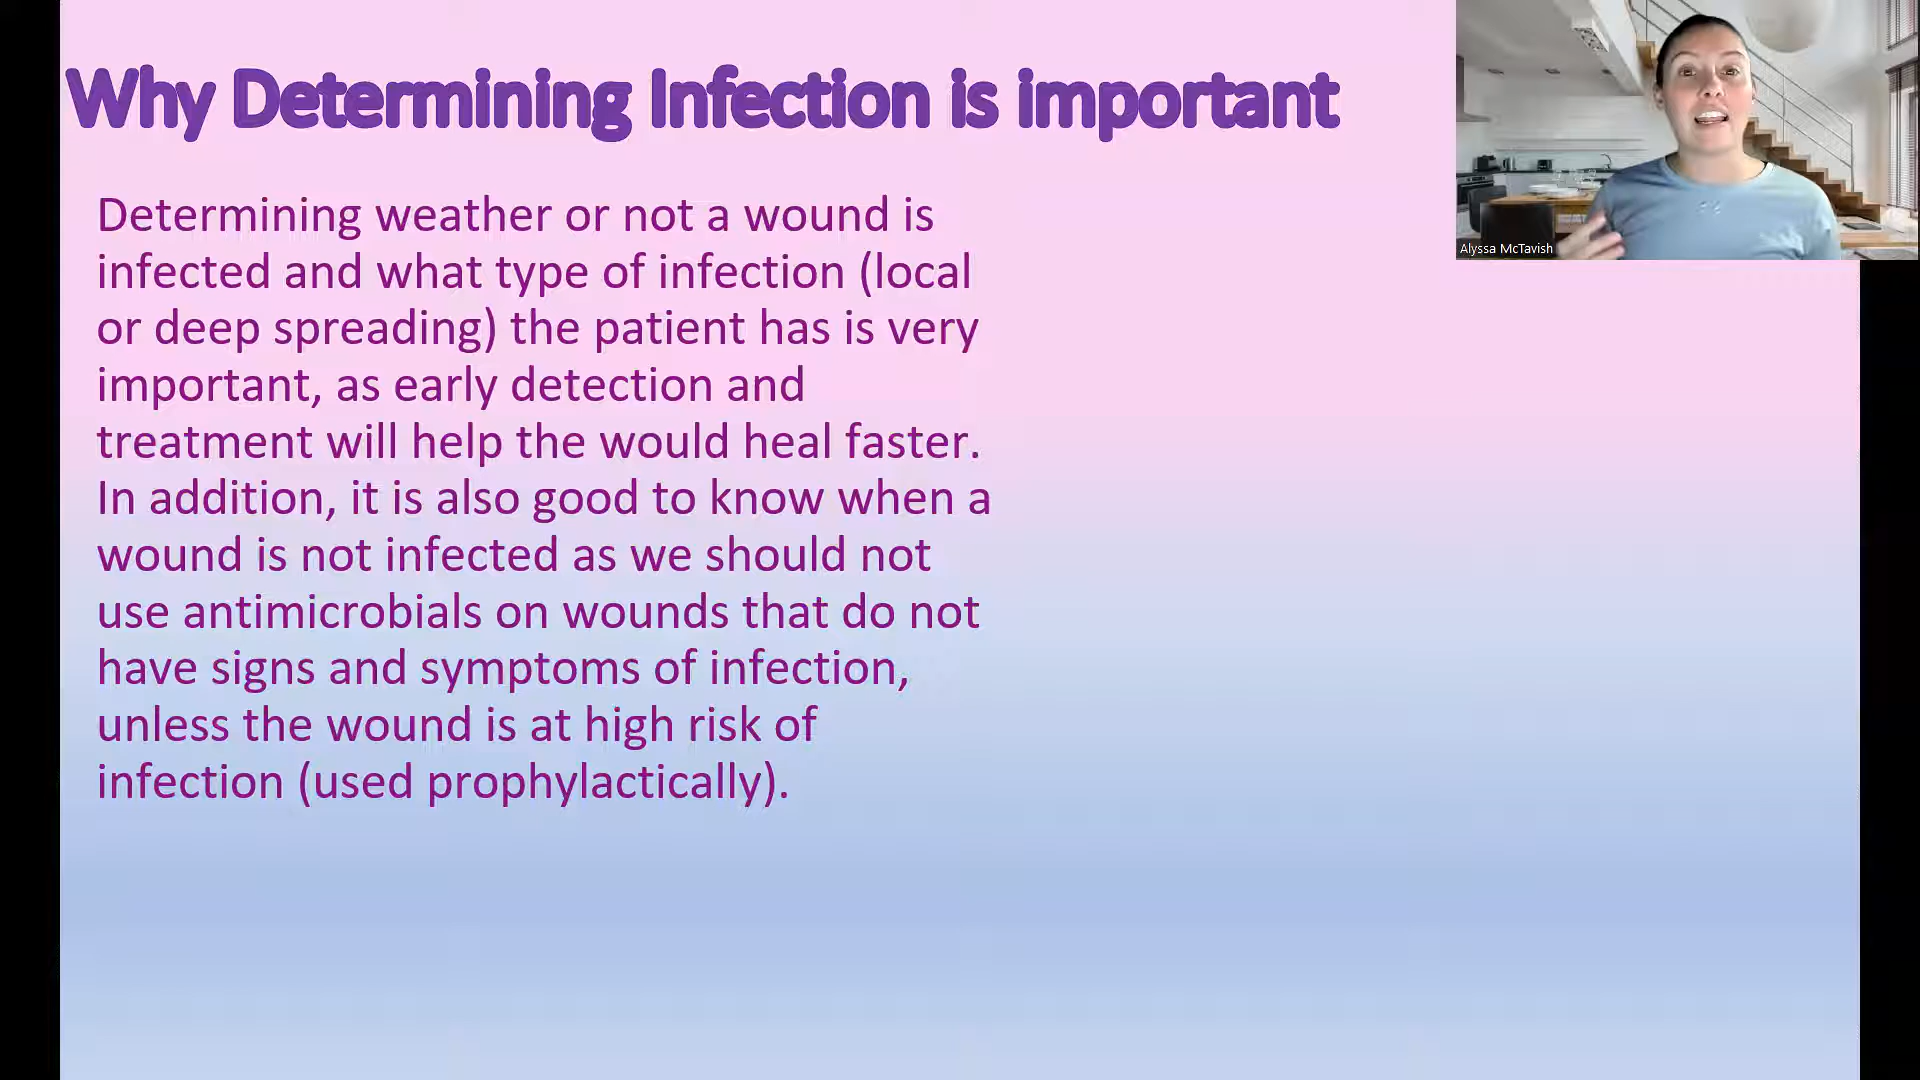 Why Determining Infection is important
Determining weather or not a wound is
infected and what type of infection (local
or deep spreading) the patient has is very
important, as early detection and
treatment will help the would heal faster.
In addition, it is also good to know when a
wound is not infected as we should not
use antimicrobials on wounds that do not
have signs and symptoms of infection,
unless the wound is at high risk of
infection (used prophylactically).
Alyssa McTavish